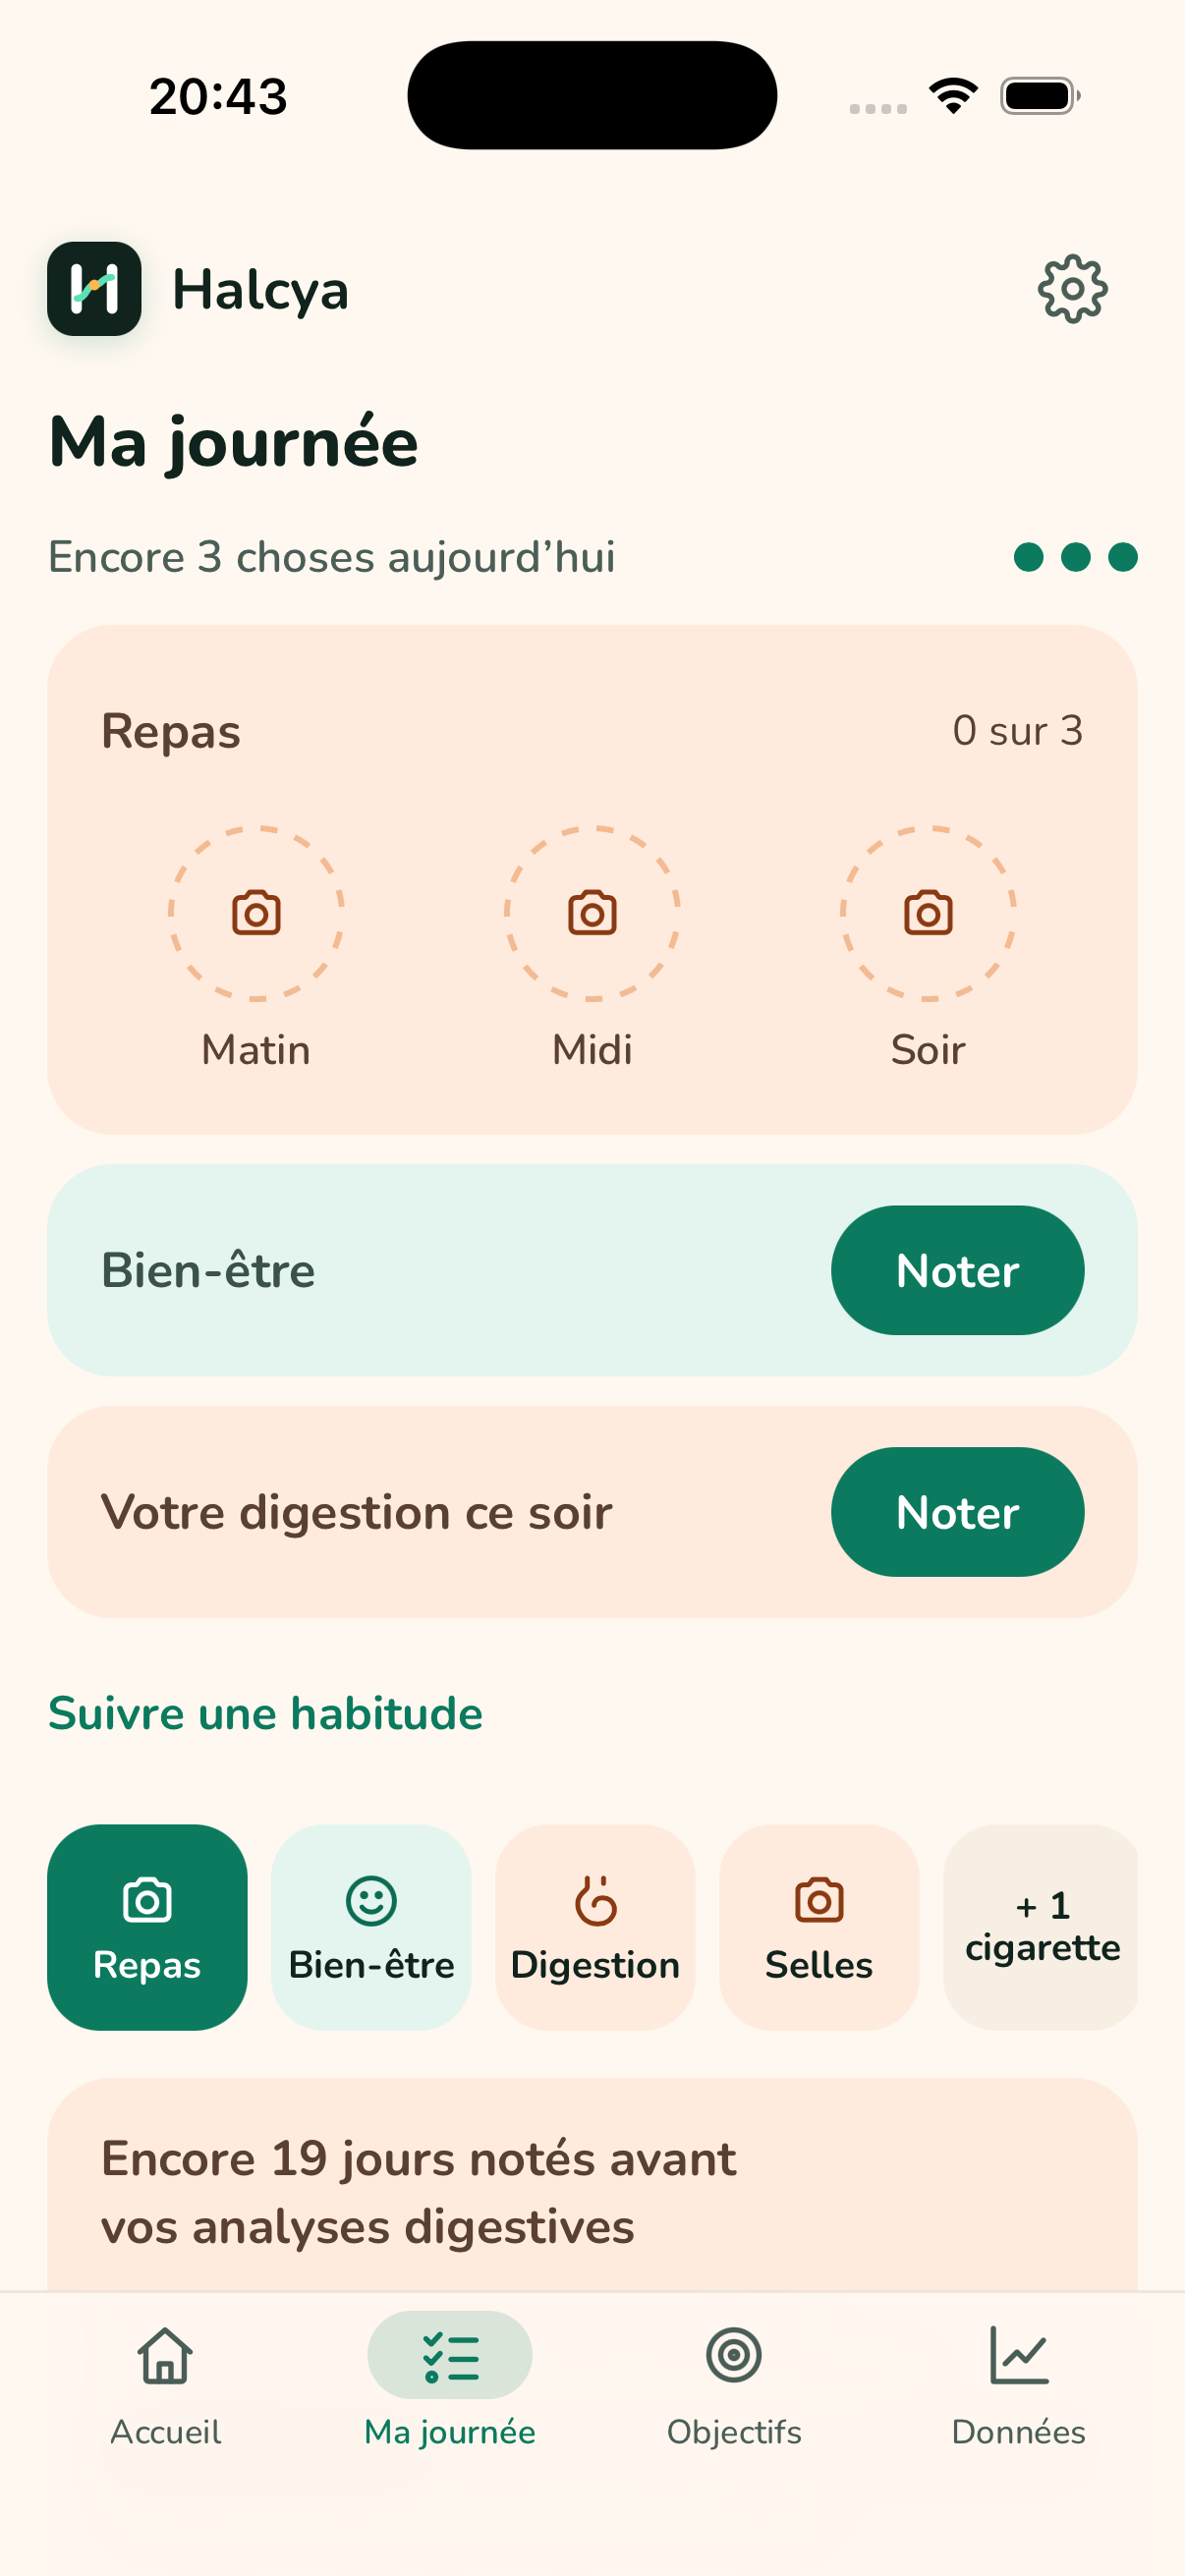 20:43
Halcya
Ma journée
Encore 3 choses aujourd’hui
Repas
0 sur 3
Matin
Midi
Soir
Bien-être
Noter
Votre digestion ce soir
Noter
Suivre une habitude
Repas
Bien-être
Digestion
Selles
+ 1
cigarette
Encore 19 jours notés avant
vos analyses digestives
Accueil
Ma journée
Objectifs
Données